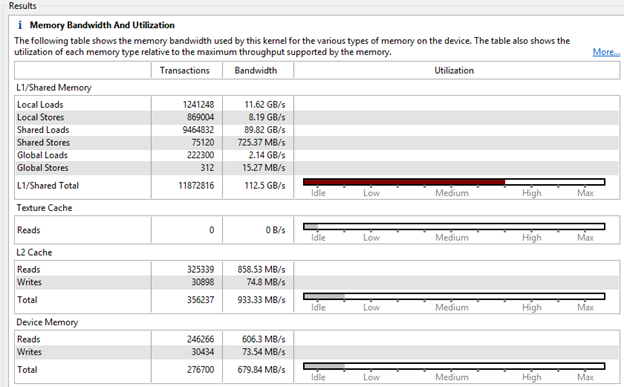 Results
i Memory Bandwidth And Utilization
The following table shows the memory bandwidth used by this kernel for the various types of memory on the device. The table also shows the
utilization of each memory type relative to the maximum throughput supported by the memory. More...
Transactions Bandwidth Utilization
L1/Shared Memory
Local Loads 1241248 11.62 GB/s
Local Stores 869004 8.19 GB/s
Shared Loads 9464832 89.82 GB/s
Shared Stores 75120 725.37 MB/s
Global Loads 222300 2.14 GB/s
Global Stores 312 15.27 MB/s
L1/Shared Total 11872816 112.5 GB/s
Idle Low Medium High Max
Texture Cache
Reads 0 0 B/s
Idle Low Medium High Max
L2 Cache
Reads 325339 858.53 MB/s
Writes 30898 74.8 MB/s
Total 356237 933.33 MB/s
Idle Low Medium High Max
Device Memory
Reads 246266 606.3 MB/s
Writes 30434 73.54 MB/s
Total 276700 679.84 MB/s
Idle Low Medium High Max